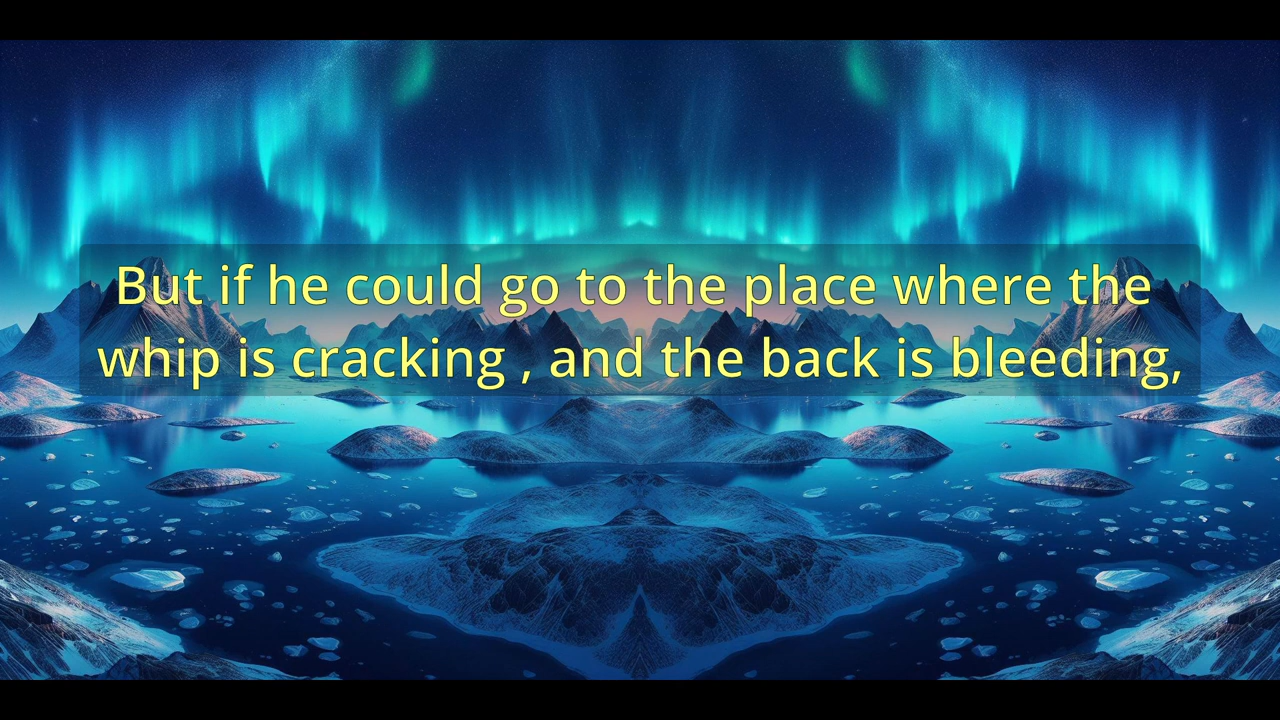 But if he could go to the place where the
whip is cracking , and the back is bleeding,